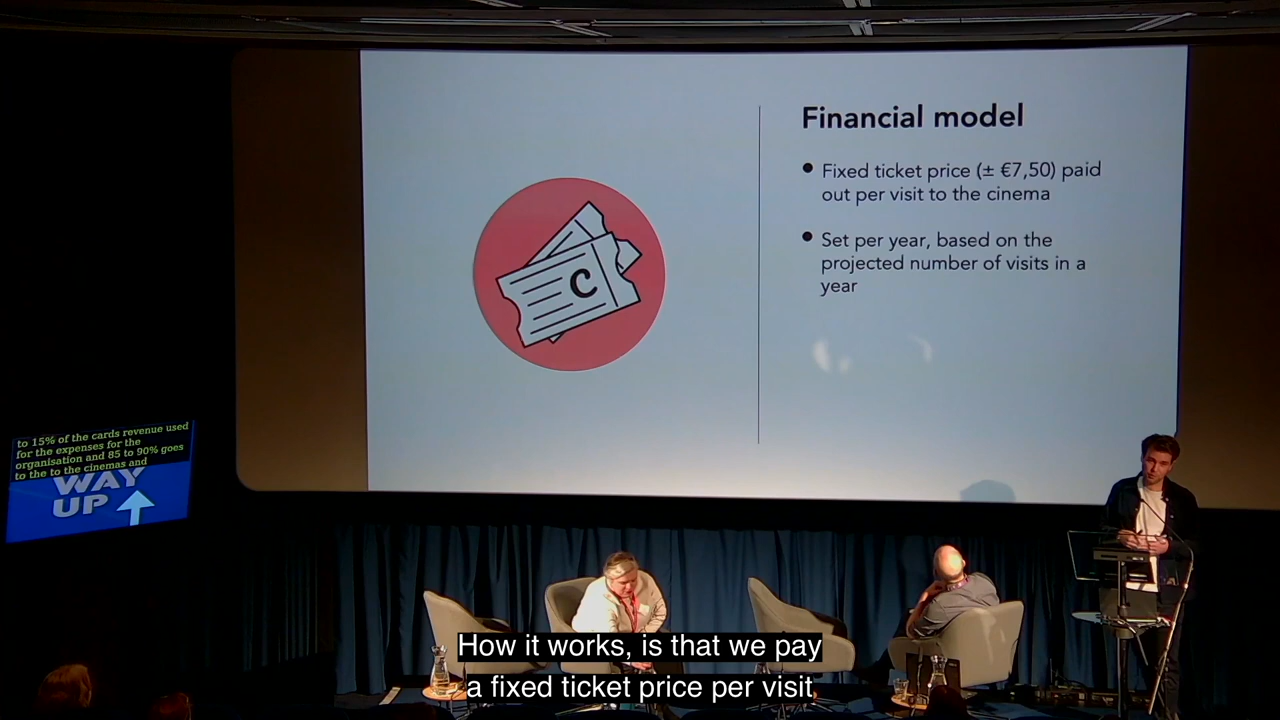 Financial model
Fixed ticket price (± €7,50) paid
out per visit to the cinema
Set per year, based on the
projected number of visits in a
year
C
to 15% of the cards revenue used
for the expenses for the
organisation and 85 to 90% goes
to the to the cinemas and
WAY
UP
How it works, is that we pay
a fixed ticket price per visit